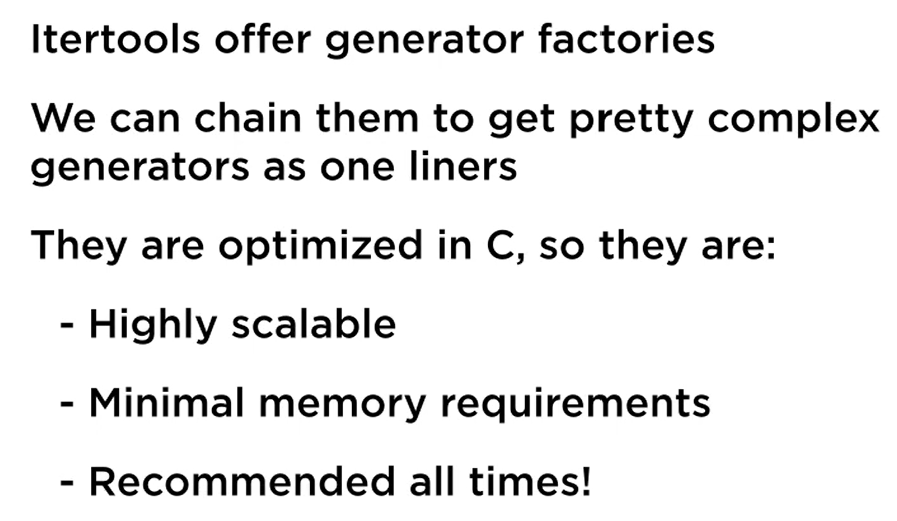 Itertools offer generator factories
We can chain them to get pretty complex
generators as one liners
They are optimized in C, so they are:
- Highly scalable
- Minimal memory requirements
- Recommended all times!